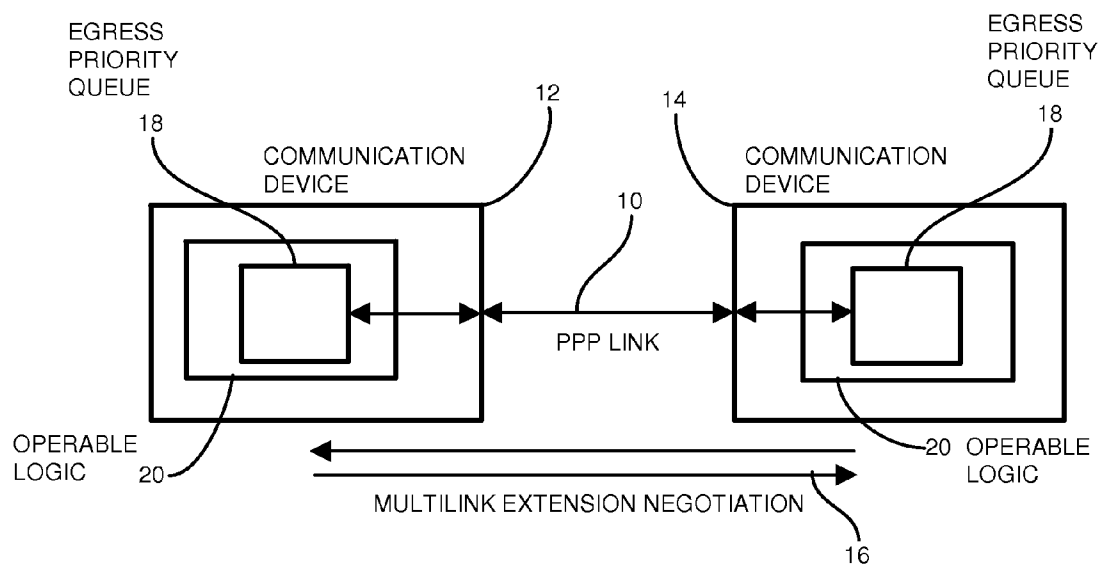 EGRESS
PRIORITY
QUEUE
18
12
14
EGRESS
PRIORITY
QUEUE
18
COMMUNICATION
DEVICE
10
COMMUNICATION
DEVICE
PPP LINK
OPERABLE
LOGIC
20
20
OPERABLE
LOGIC
MULTILINK EXTENSION NEGOTIATION
16